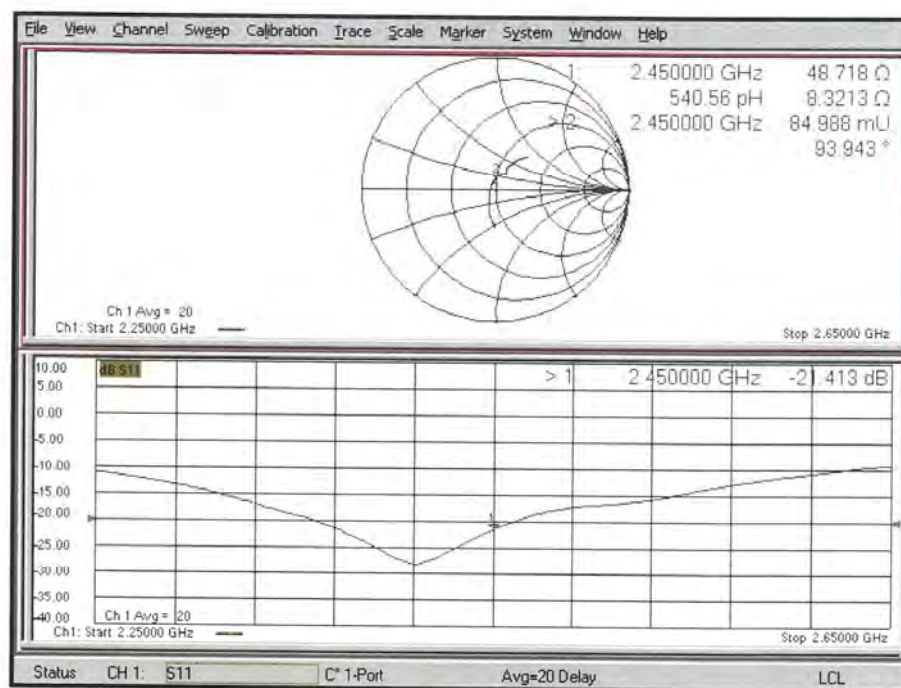 File View Channel Sweep Calibration Trace Scale Marker System Window Help
1: 2.450000 GHz 48.718 Ω
540.56 pH 8.3213 Ω
> 2: 2.450000 GHz 84.988 mU
93.943 °
Ch 1 Avg = 20
Ch1: Start 2.25000 GHz
Stop 2.65000 GHz
10.00
dB S11
> 1 2.450000 GHz -21.413 dB
5.00
0.00
-5.00
-10.00
-15.00
-20.00
1
-25.00
-30.00
-35.00
-40.00
Ch 1 Avg = 20
Ch1: Start 2.25000 GHz
Stop 2.65000 GHz
Status CH 1: S11 C* 1-Port Avg=20 Delay LCL